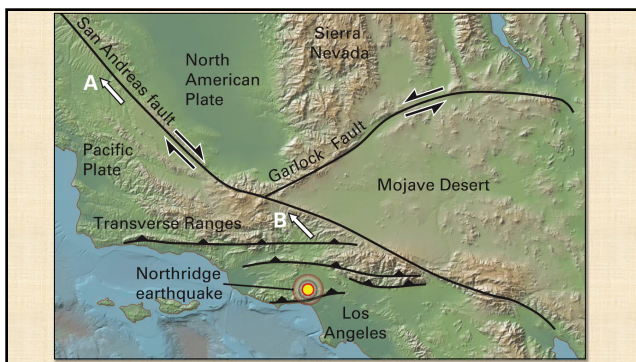 San Andreas fault
A
North
American
Plate
Sierra
Nevada
Garlock Fault
Pacific
Plate
Mojave Desert
Transverse Ranges
B
Northridge
earthquake
Los
Angeles